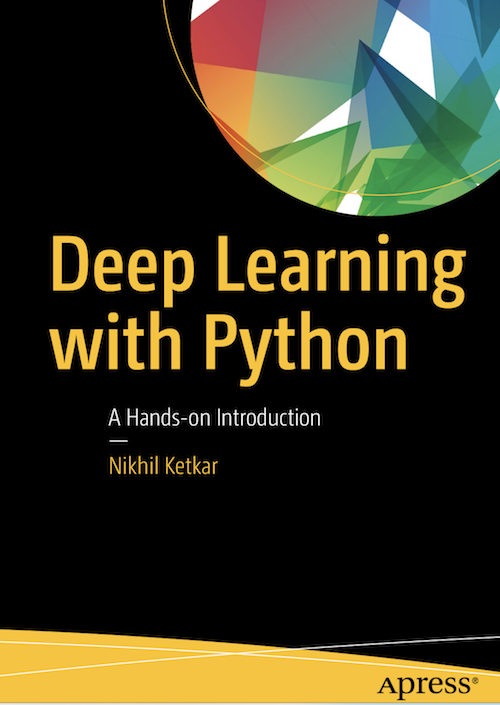 Deep Learning
with Python
A Hands-on Introduction
Nikhil Ketkar
Apress®